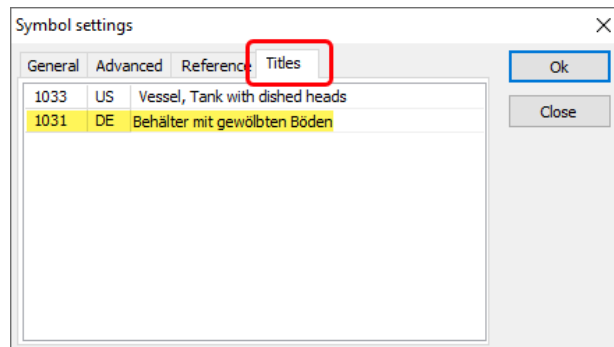 Symbol settings
General Advanced Reference Titles
Ok
1033 US Vessel, Tank with dished heads
Close
1031 DE Behälter mit gewölbten Böden